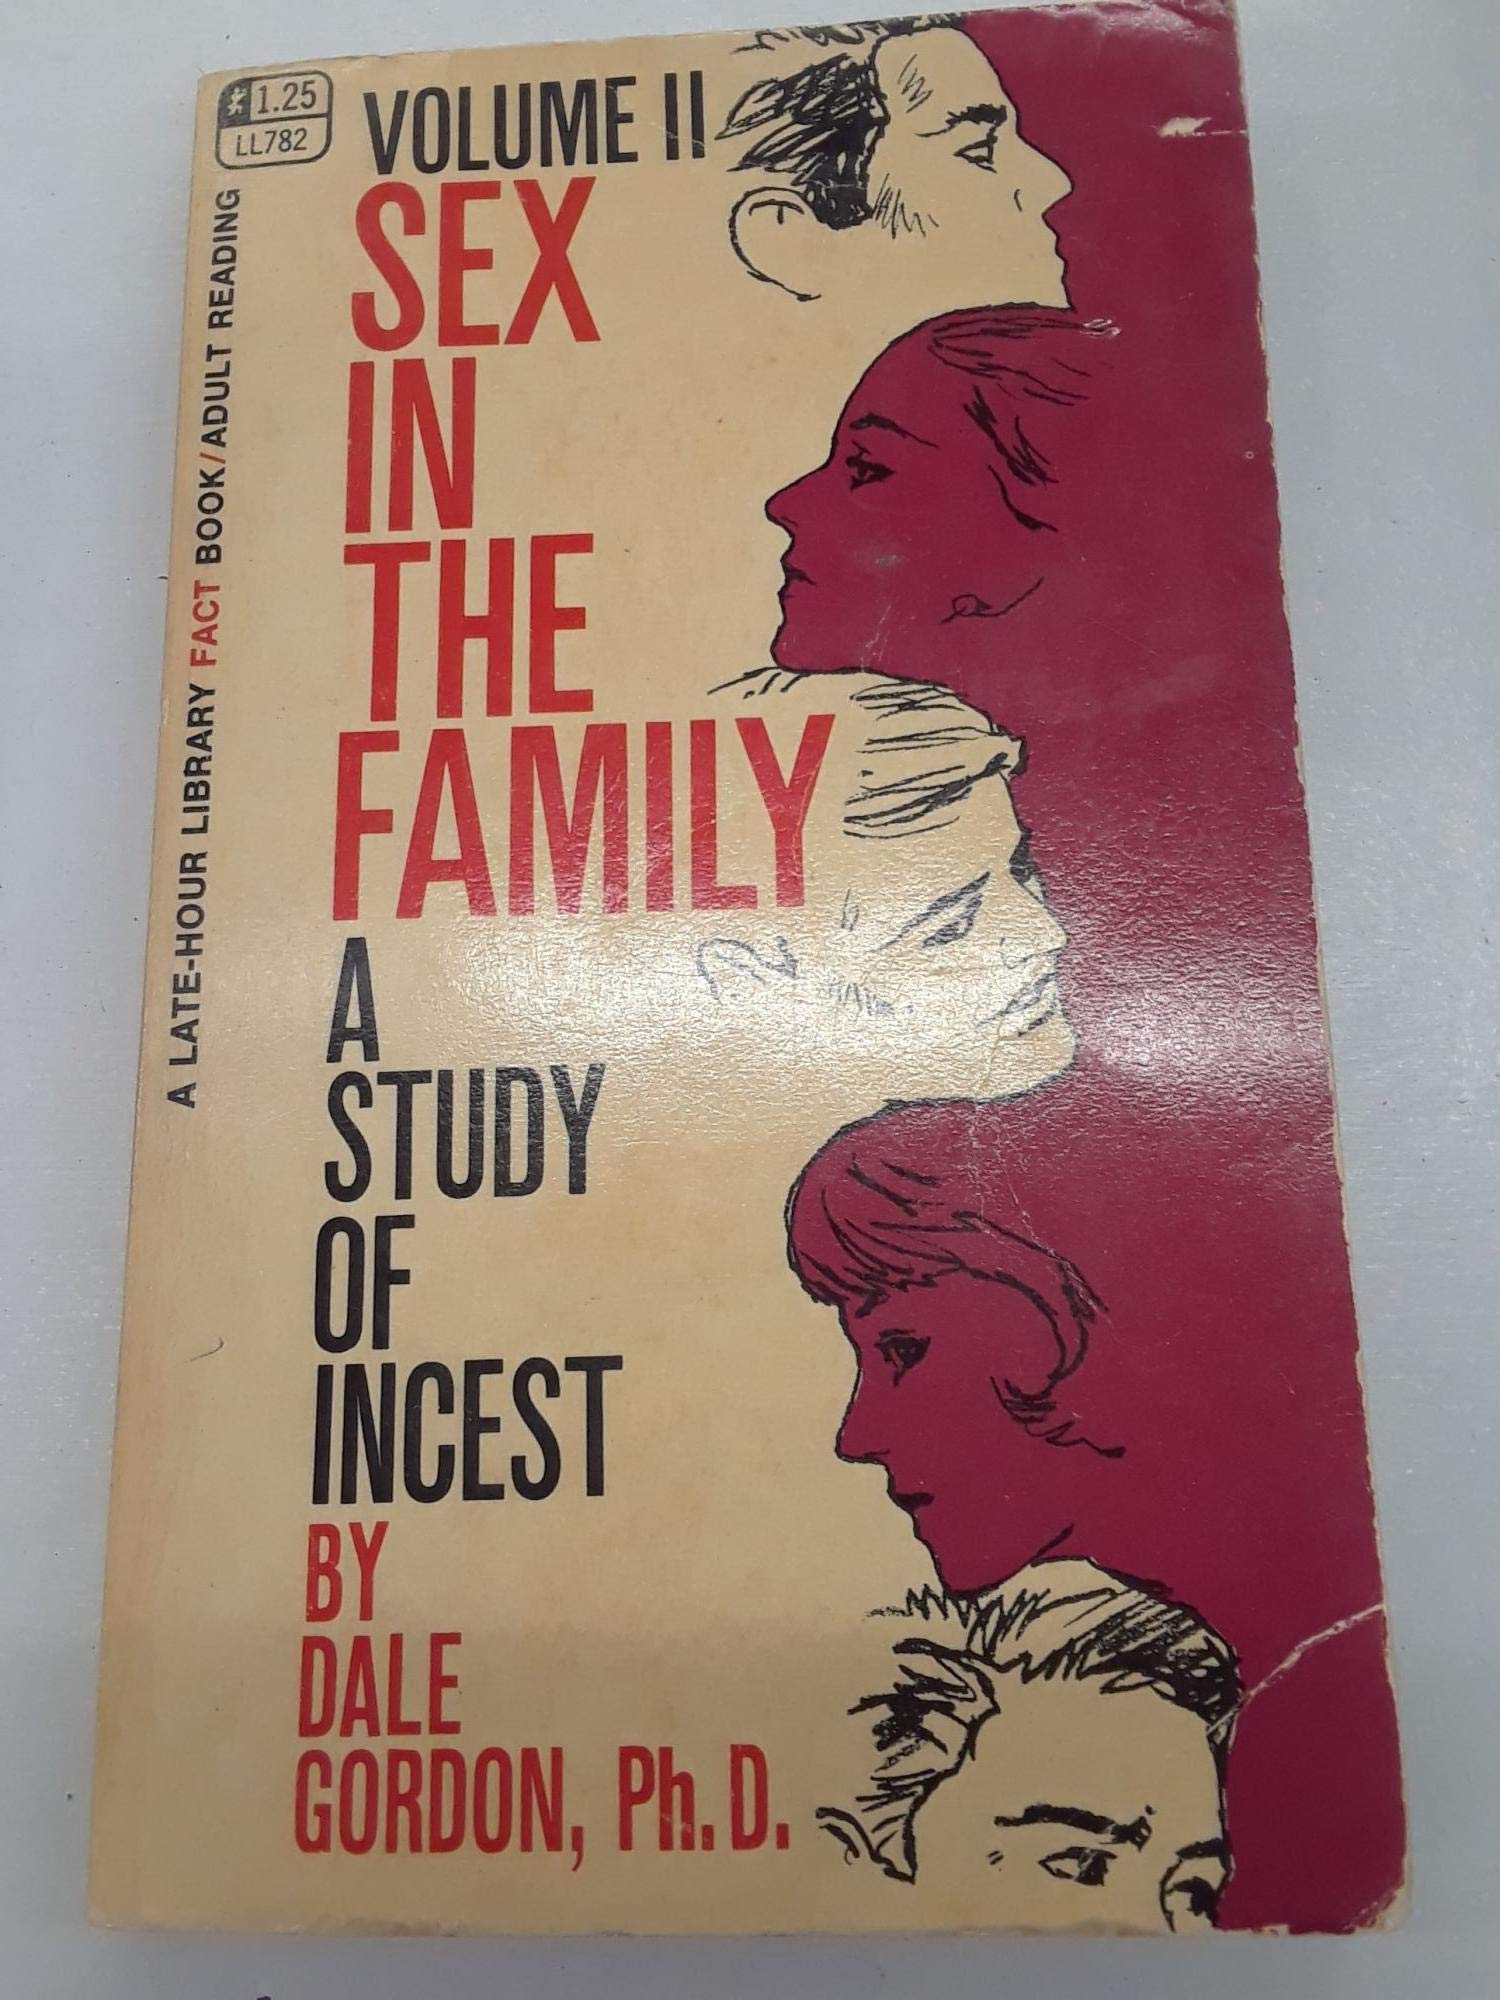 1.25
LL782
VOLUME II
SEX
IN
THE
FAMILY
A
STUDY
OF
INCEST
BY
DALE
GORDON, Ph.D.
A LATE-HOUR LIBRARY FACT BOOK/ADULT READING
2